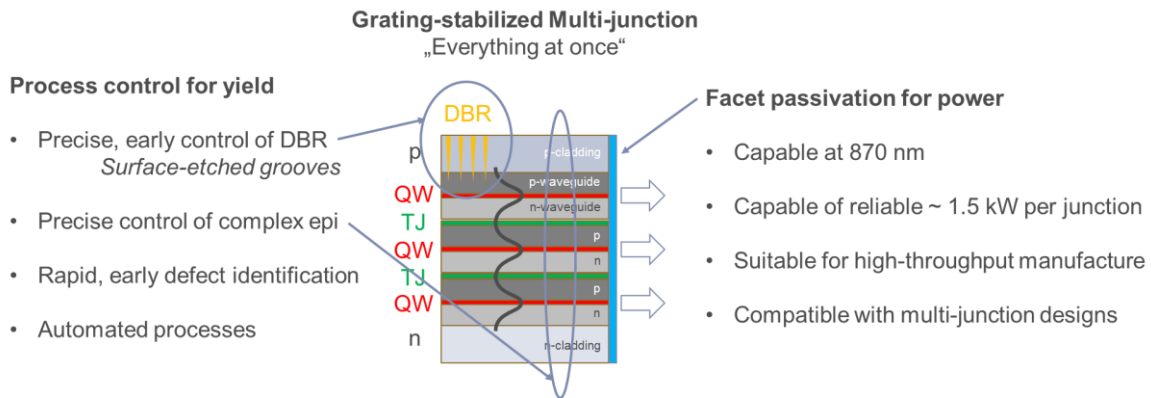 Grating-stabilized Multi-junction
„Everything at once“
Process control for yield
• Precise, early control of DBR
Surface-etched grooves
• Precise control of complex epi
• Rapid, early defect identification
• Automated processes
DBR
p
QW
TJ
QW
TJ
QW
n
p-cladding
p-waveguide
n-waveguide
p
n
p
n
n-cladding
Facet passivation for power
• Capable at 870 nm
• Capable of reliable ~ 1.5 kW per junction
• Suitable for high-throughput manufacture
• Compatible with multi-junction designs